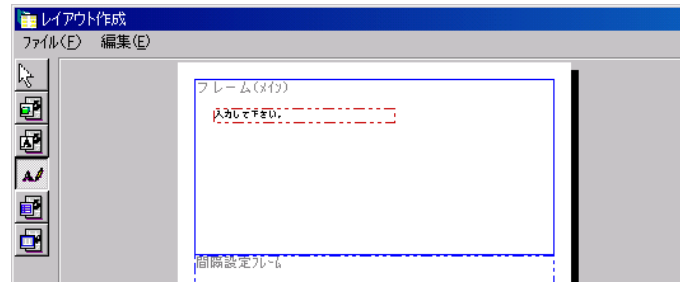 レイアウト作成
ファイル(F) 編集(E)
フレーム(メイン)
入力して下さい。
間隔設定フレーム